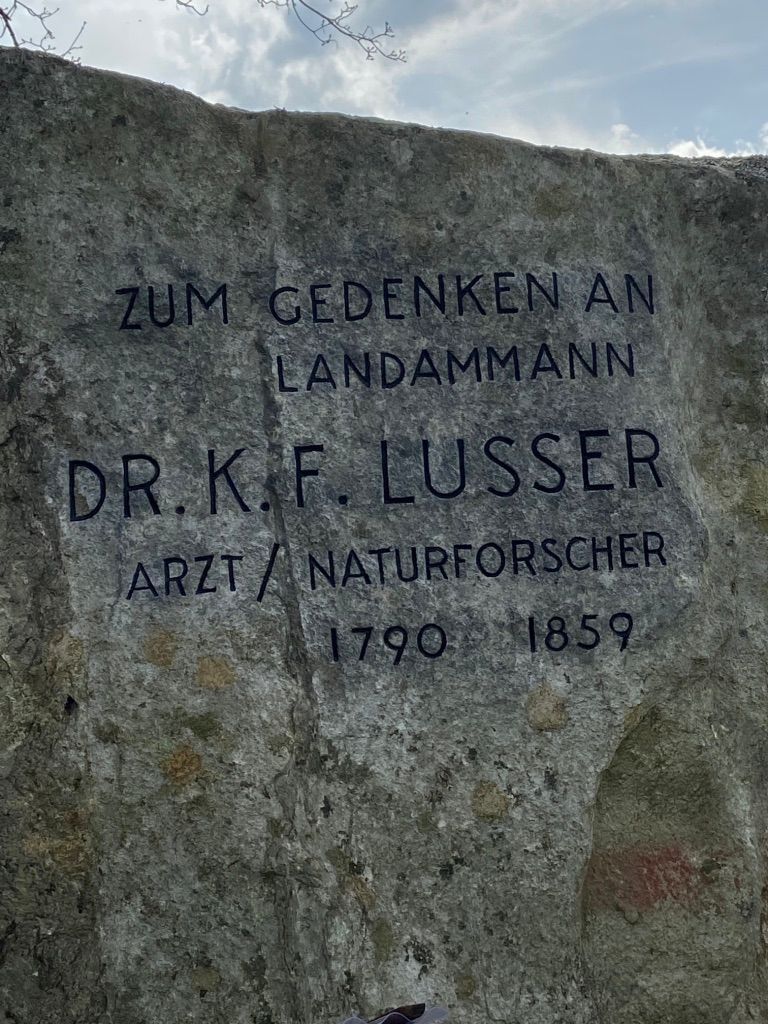 ZUM GEDENKEN AN
LANDAMMANN
DR. K. F. LUSSER
ARZT / NATURFORSCHER
1790 1859